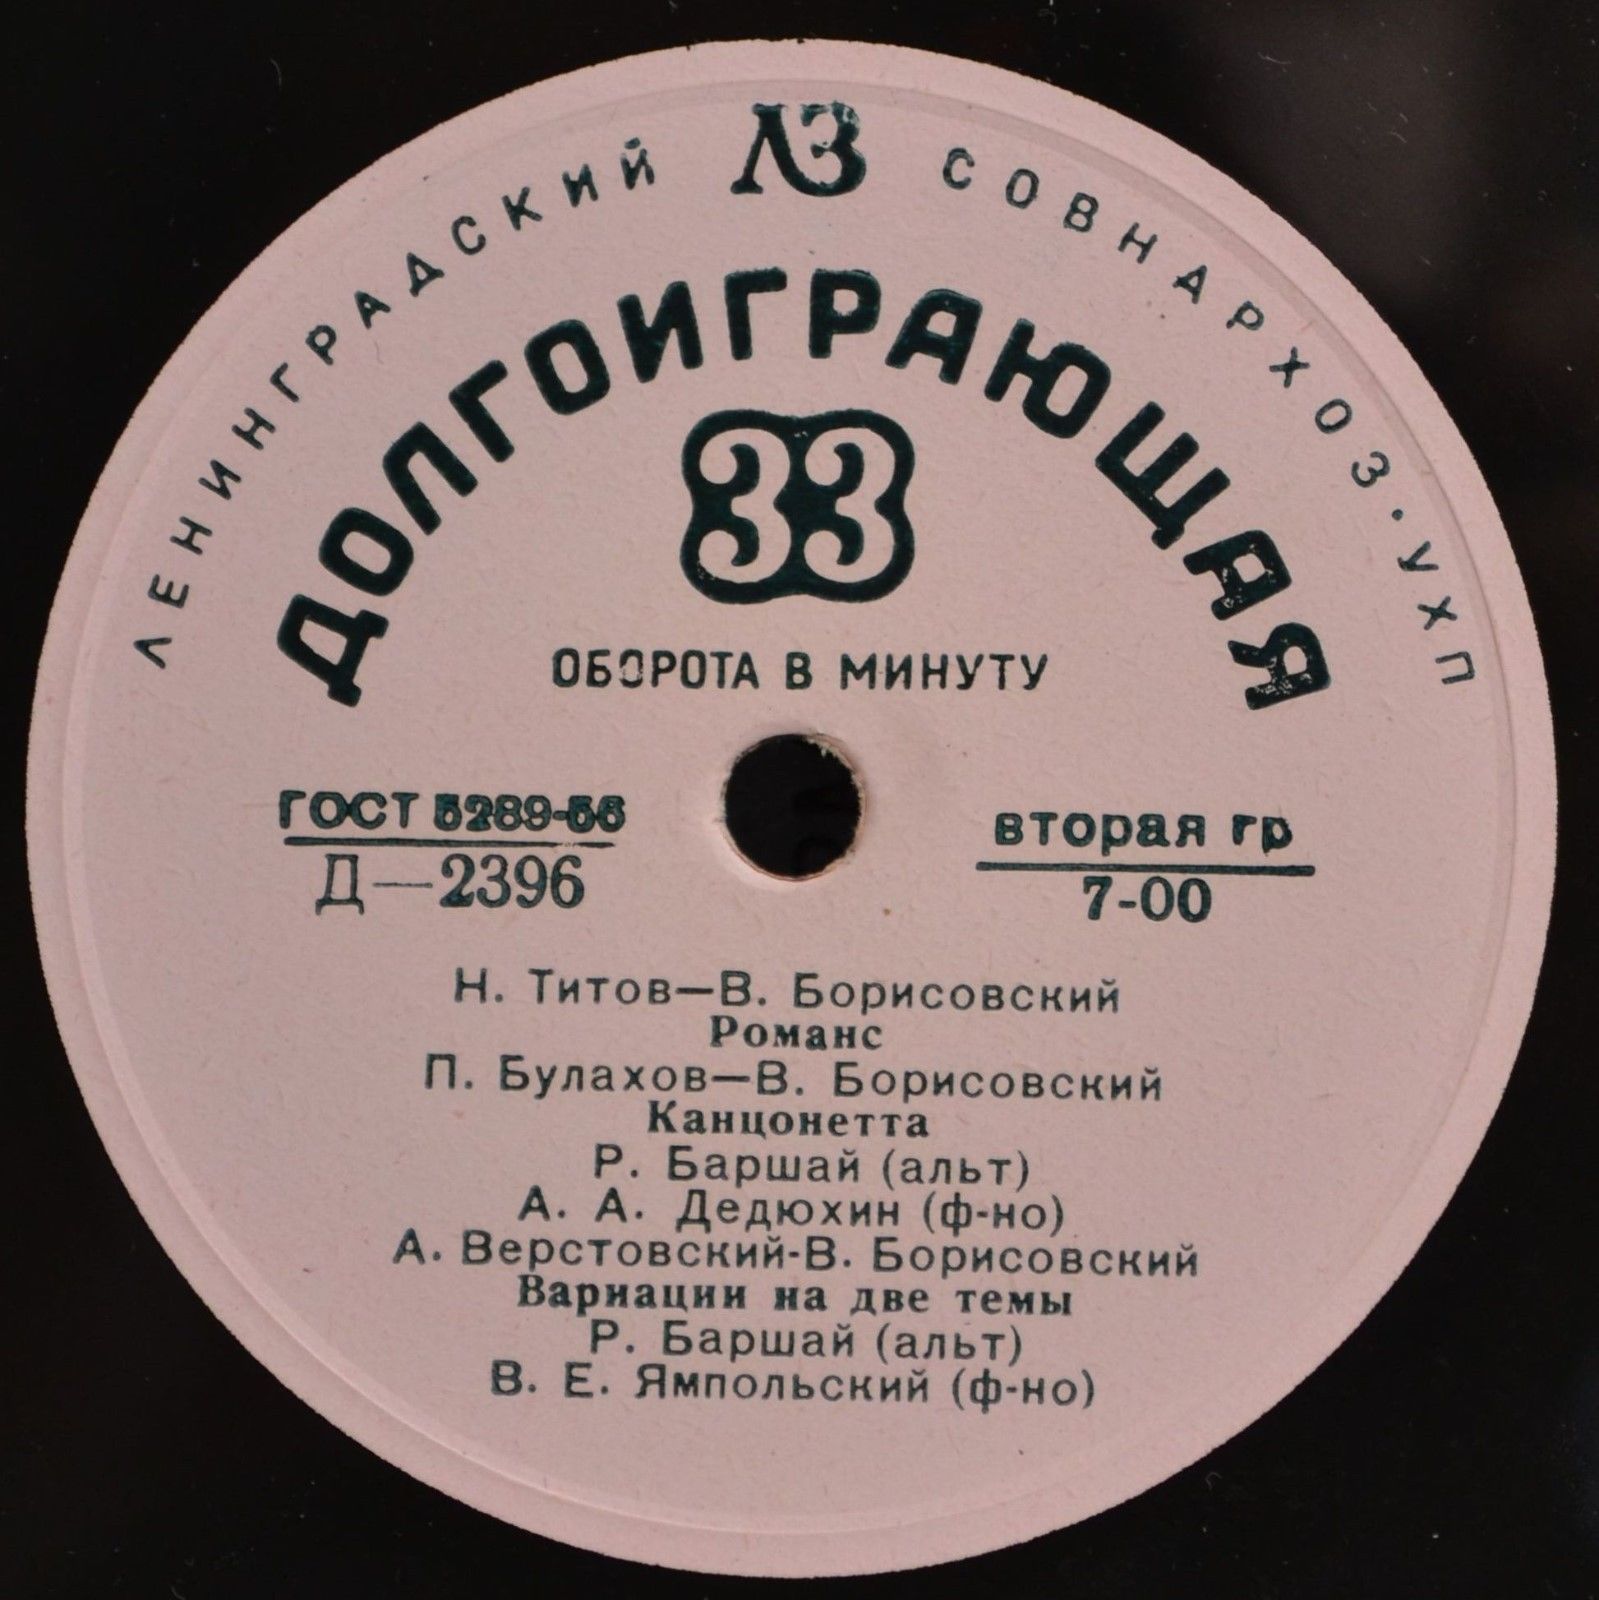 ЛЕНИНГРАДСКИЙ ЛЗ СОВНАРХОЗ · УХП
ДОЛГОИГРАЮЩАЯ
33
ОБОРОТА В МИНУТУ
ГОСТ 5289-56
Д—2396
вторая гр
7-00
Н. Титов—В. Борисовский
Романс
П. Булахов—В. Борисовский
Канцонетта
Р. Баршай (альт)
А. А. Дедюхин (ф-но)
А. Верстовский-В. Борисовский
Вариации на две темы
Р. Баршай (альт)
В. Е. Ямпольский (ф-но)